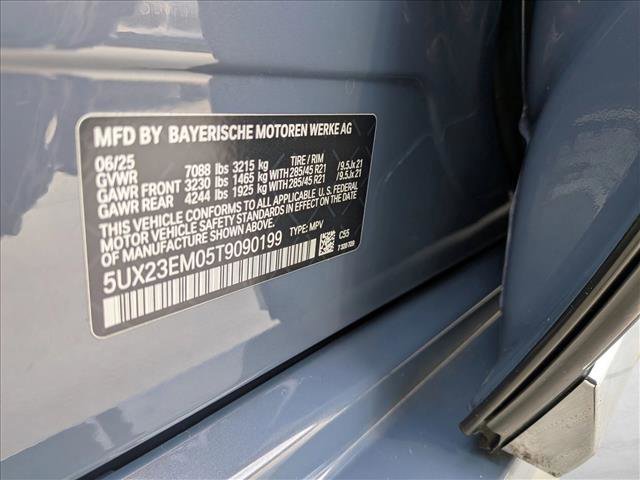 MFD BY BAYERISCHE MOTOREN WERKE AG
06/25 TIRE / RIM
GVWR 7088 lbs 3215 kg
GAWR FRONT 3230 lbs 1465 kg WITH 285/45 R21 /9.5Jx21
GAWR REAR 4244 lbs 1925 kg WITH 285/45 R21 /9.5Jx21
THIS VEHICLE CONFORMS TO ALL APPLICABLE U. S. FEDERAL
MOTOR VEHICLE SAFETY STANDARDS IN EFFECT ON THE DATE
OF MANUFACTURE SHOWN ABOVE.
5UX23EM05T9090199 TYPE: MPV
C55